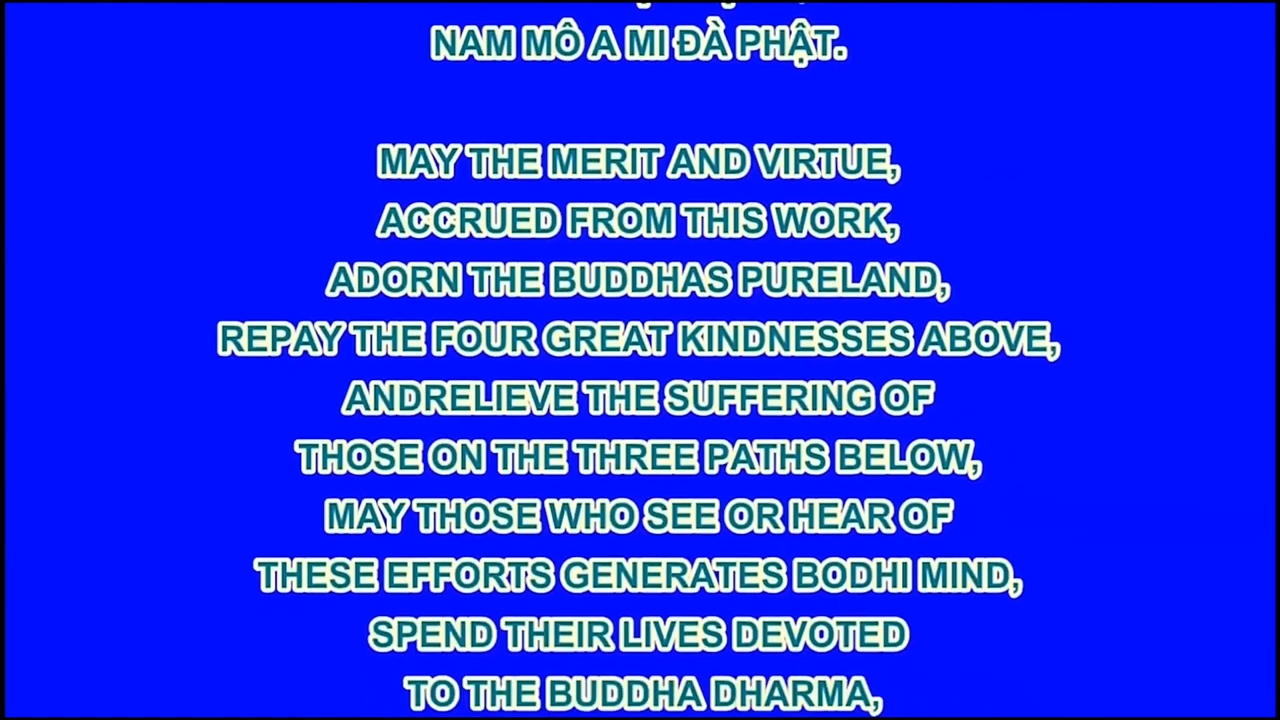 NAM MÔ A MI ĐÀ PHẬT.
MAY THE MERIT AND VIRTUE,
ACCRUED FROM THIS WORK,
ADORN THE BUDDHAS PURELAND,
REPAY THE FOUR GREAT KINDNESSES ABOVE,
ANDRELIEVE THE SUFFERING OF
THOSE ON THE THREE PATHS BELOW,
MAY THOSE WHO SEE OR HEAR OF
THESE EFFORTS GENERATES BODHI MIND,
SPEND THEIR LIVES DEVOTED
TO THE BUDDHA DHARMA,